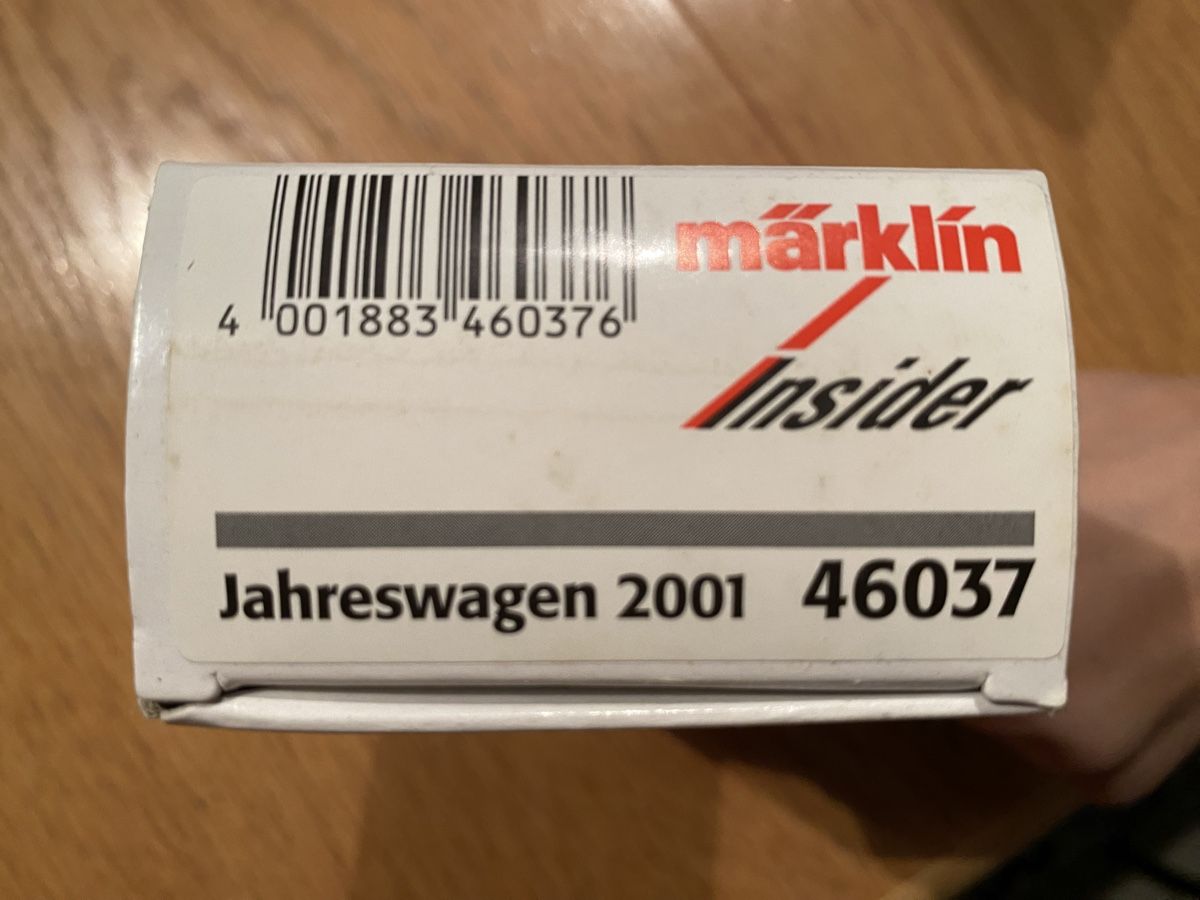 4 001883 460376
märklin
Insider
Jahreswagen 2001 46037